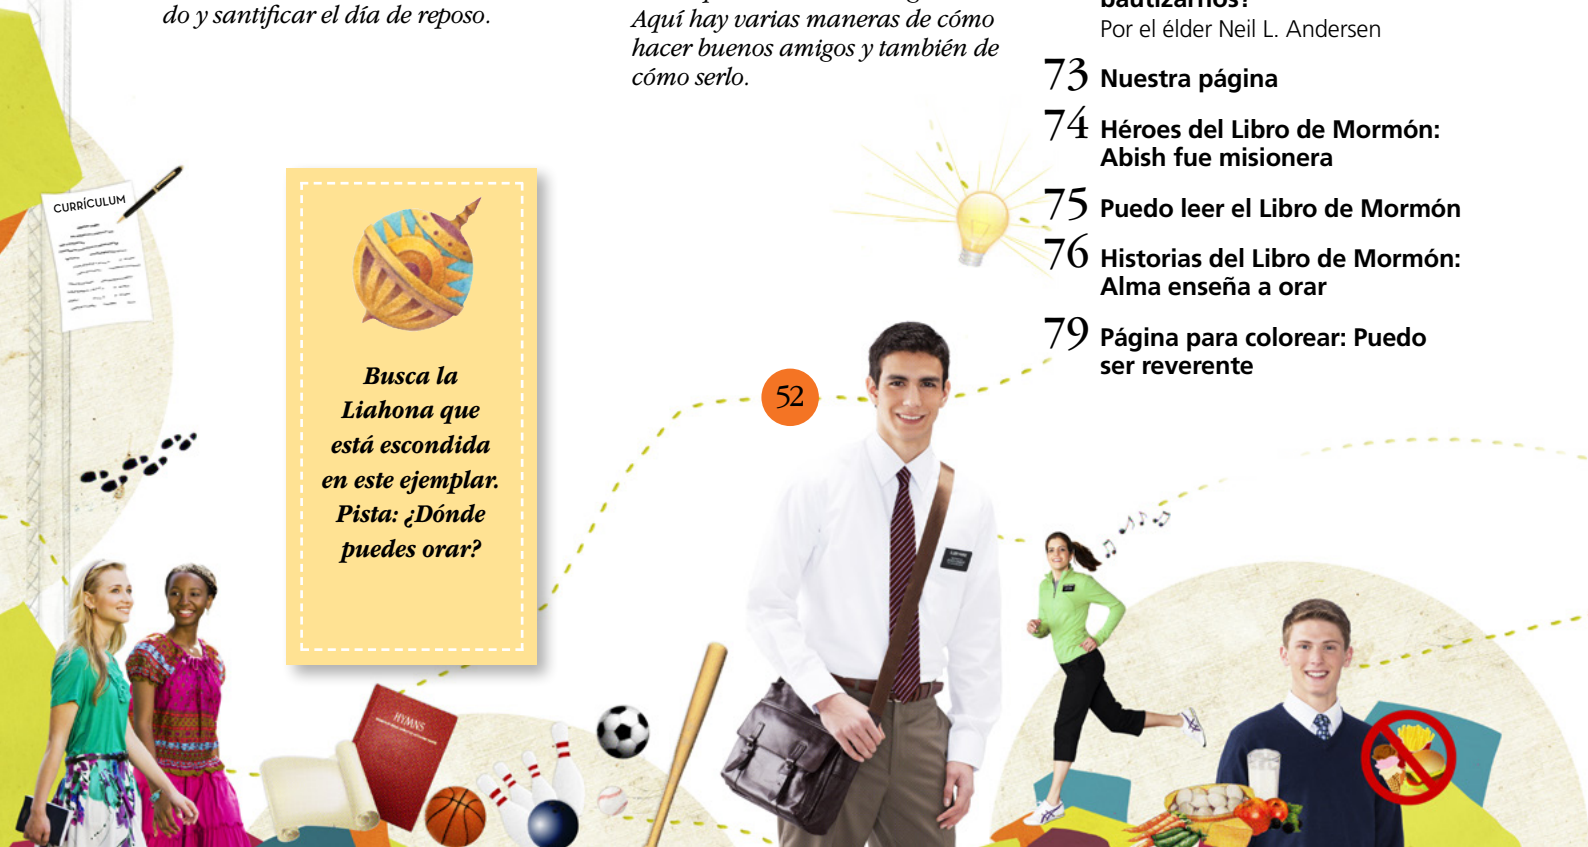 do y santificar el día de reposo.
Aquí hay varias maneras de cómo
hacer buenos amigos y también de
cómo serlo.
bautizarnos?
Por el élder Neil L. Andersen
73 Nuestra página
74 Héroes del Libro de Mormón:
Abish fue misionera
75 Puedo leer el Libro de Mormón
76 Historias del Libro de Mormón:
Alma enseña a orar
79 Página para colorear: Puedo
ser reverente
CURRÍCULUM
Busca la
Liahona que
está escondida
en este ejemplar.
Pista: ¿Dónde
puedes orar?
52
HYMNS